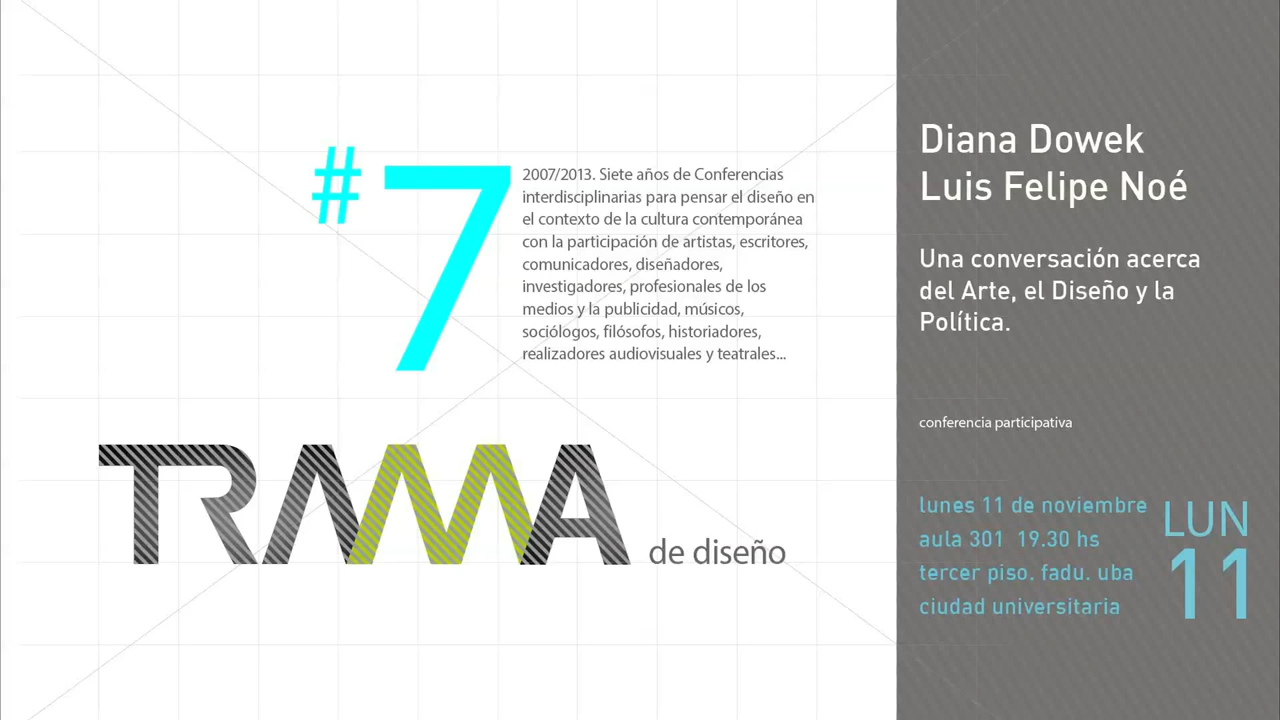 #7
2007/2013. Siete años de Conferencias
interdisciplinarias para pensar el diseño en
el contexto de la cultura contemporánea
con la participación de artistas, escritores,
comunicadores, diseñadores,
investigadores, profesionales de los
medios y la publicidad, músicos,
sociólogos, filósofos, historiadores,
realizadores audiovisuales y teatrales...
TRAMA
de diseño
Diana Dowek
Luis Felipe Noé
Una conversación acerca
del Arte, el Diseño y la
Política.
conferencia participativa
lunes 11 de noviembre
aula 301 19.30 hs
tercer piso. fadu. uba
ciudad universitaria
LUN
11